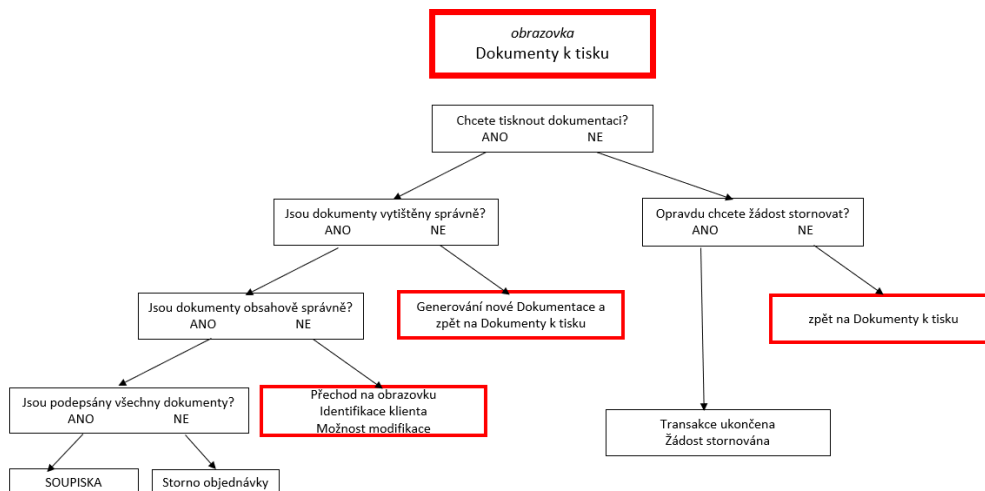 obrazovka
Dokumenty k tisku
Chcete tisknout dokumentaci?
ANO NE
Jsou dokumenty vytištěny správně?
ANO NE
Opravdu chcete žádost stornovat?
ANO NE
Jsou dokumenty obsahově správně?
ANO NE
Generování nové Dokumentace a
zpět na Dokumenty k tisku
zpět na Dokumenty k tisku
Jsou podepsány všechny dokumenty?
ANO NE
Přechod na obrazovku
Identifikace klienta
Možnost modifikace
Transakce ukončena
Žádost stornována
SOUPISKA
Storno objednávky